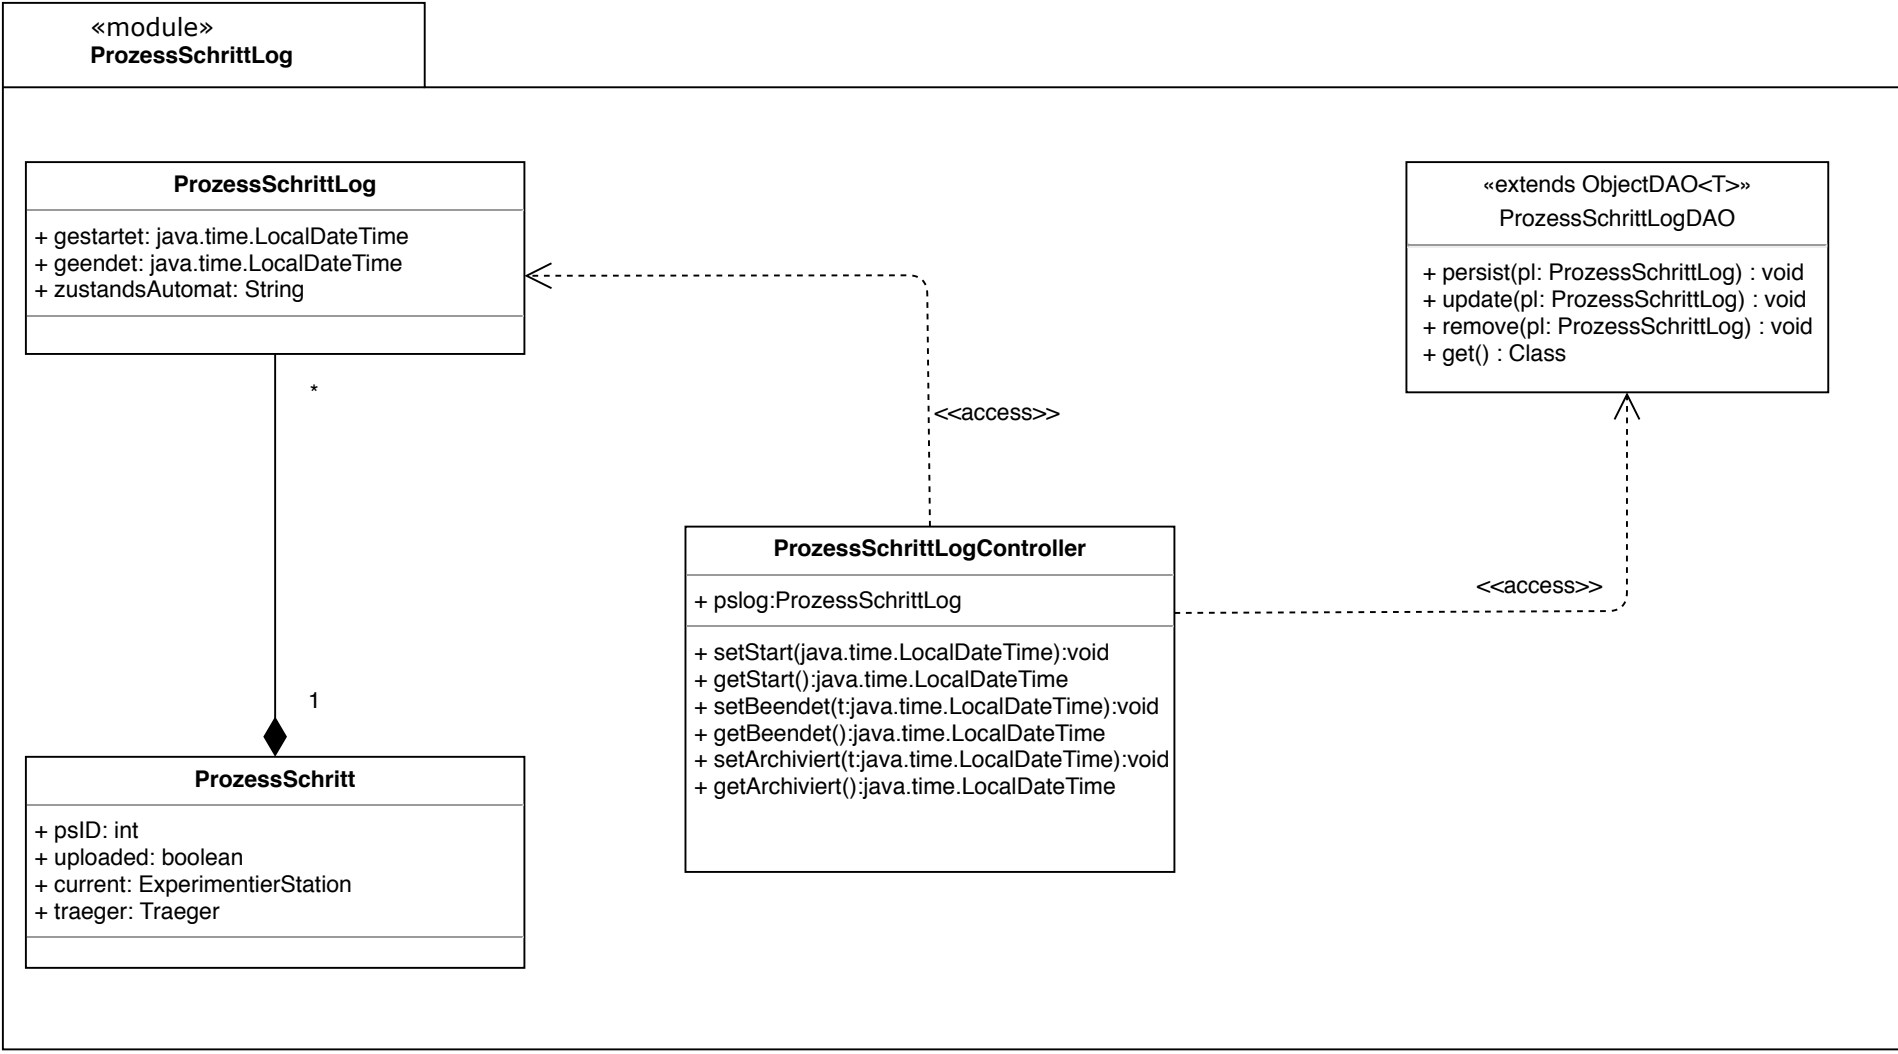 «module»
ProzessSchrittLog
ProzessSchrittLog
+ gestartet: java.time.LocalDateTime
+ geendet: java.time.LocalDateTime
+ zustandsAutomat: String
«extends ObjectDAO<T>»
ProzessSchrittLogDAO
+ persist(pl: ProzessSchrittLog) : void
+ update(pl: ProzessSchrittLog) : void
+ remove(pl: ProzessSchrittLog) : void
+ get() : Class
*
<<access>>
ProzessSchrittLogController
+ pslog:ProzessSchrittLog
+ setStart(java.time.LocalDateTime):void
+ getStart():java.time.LocalDateTime
+ setBeendet(t:java.time.LocalDateTime):void
+ getBeendet():java.time.LocalDateTime
+ setArchiviert(t:java.time.LocalDateTime):void
+ getArchiviert():java.time.LocalDateTime
<<access>>
1
ProzessSchritt
+ psID: int
+ uploaded: boolean
+ current: ExperimentierStation
+ traeger: Traeger